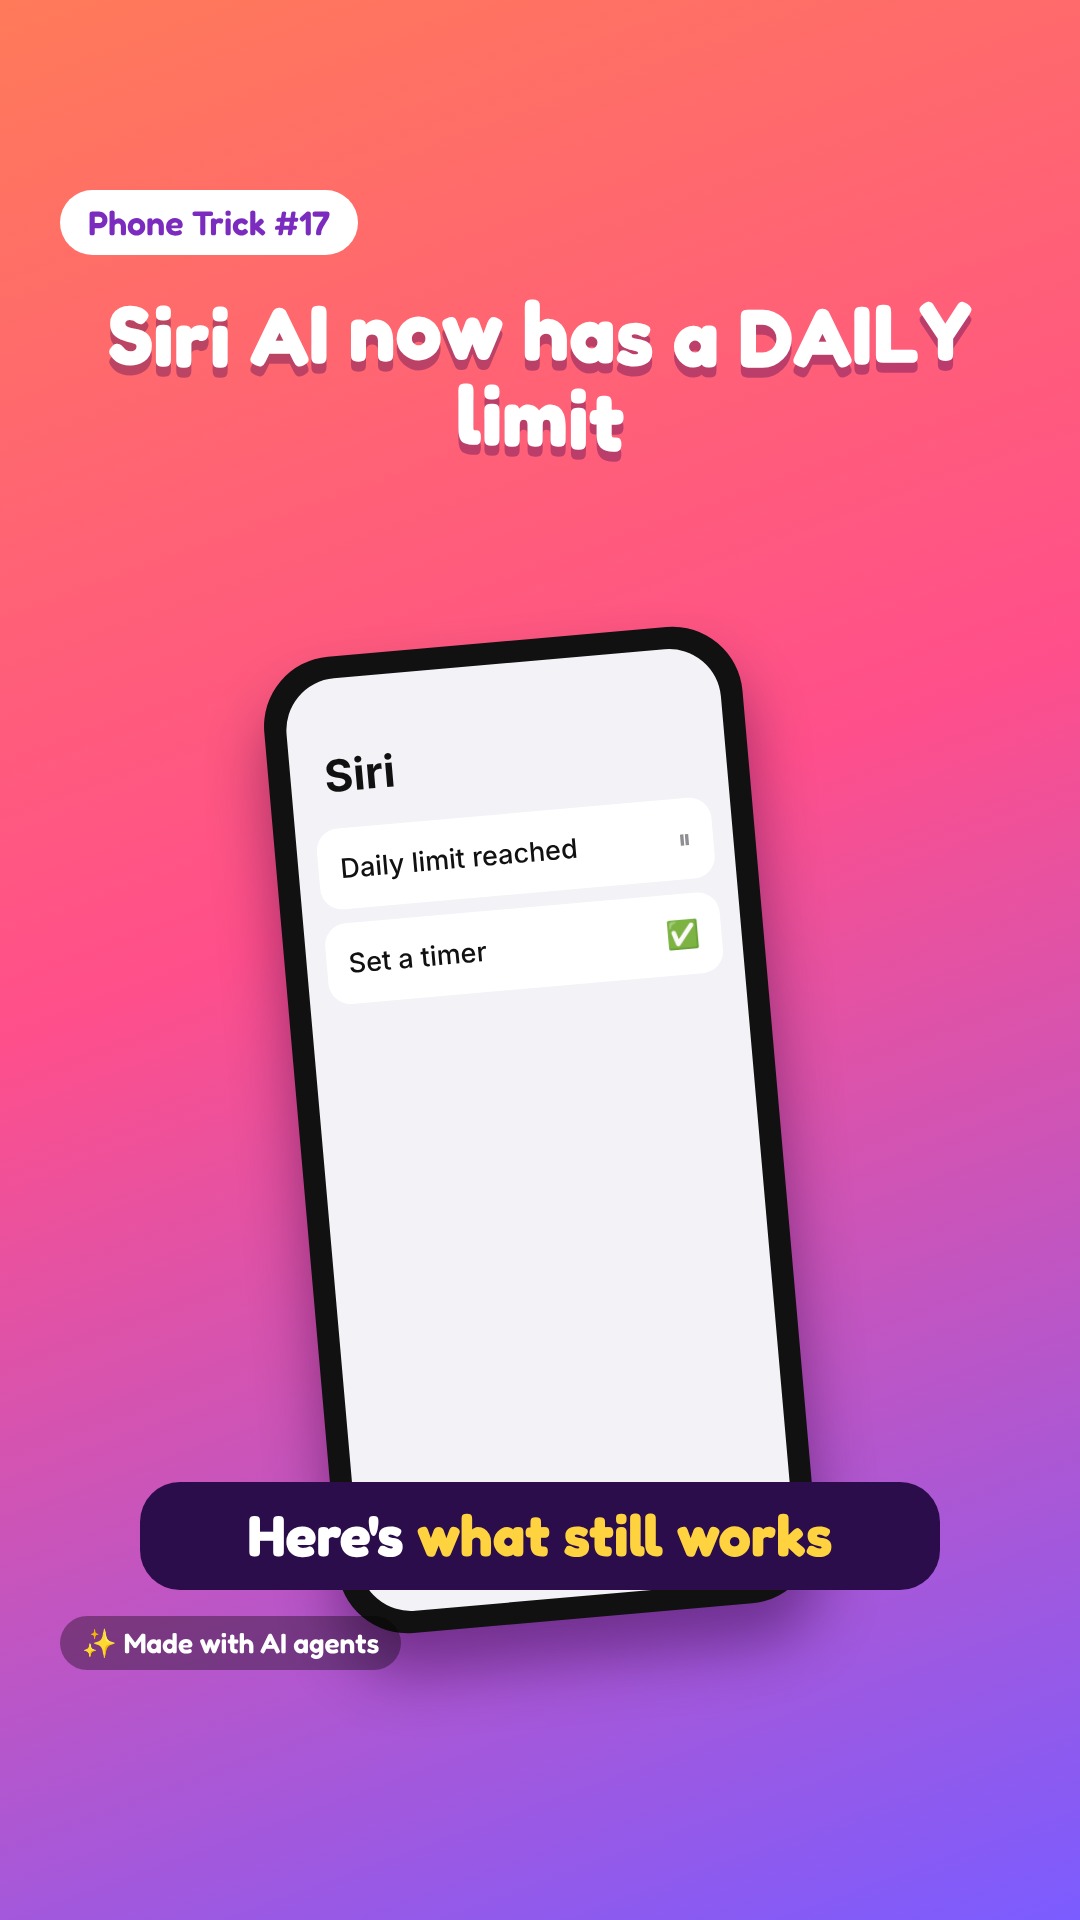 Phone Trick #17
Siri AI now has a DAILY
limit
Siri
Daily limit reached
Set a timer
Here's what still works
✨ Made with AI agents